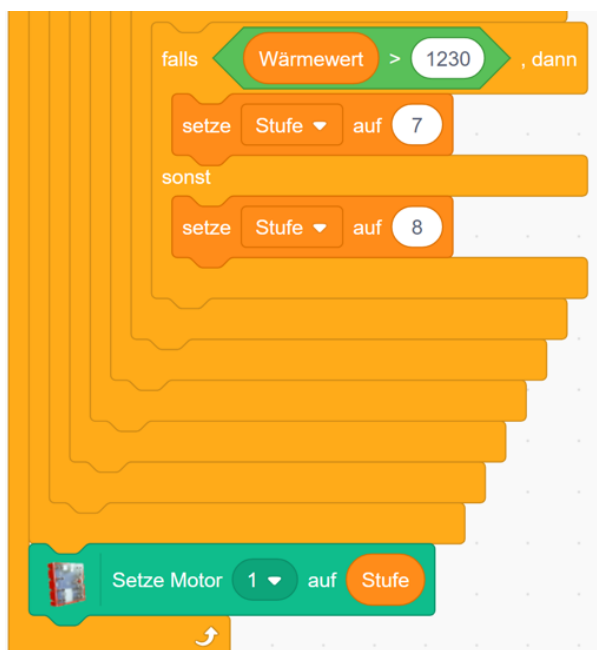 falls Wärmewert > 1230 , dann
setze Stufe auf 7
sonst
setze Stufe auf 8
Setze Motor 1 auf Stufe